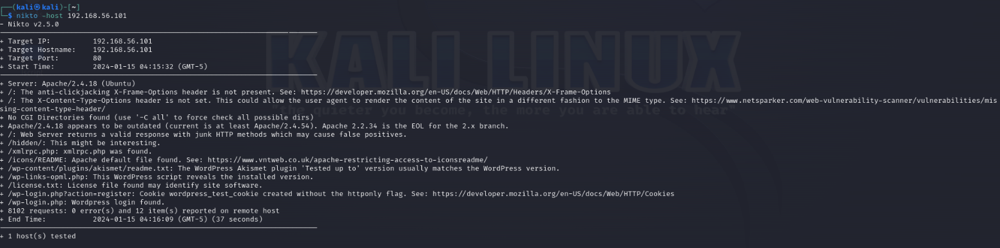 (kali㉿kali)-[~]
$ nikto -host 192.168.56.101
- Nikto v2.5.0
+ Target IP: 192.168.56.101
+ Target Hostname: 192.168.56.101
+ Target Port: 80
+ Start Time: 2024-01-15 04:15:32 (GMT-5)
KALI LINUX
+ Server: Apache/2.4.18 (Ubuntu)
+ /: The anti-clickjacking X-Frame-Options header is not present. See: https://developer.mozilla.org/en-US/docs/Web/HTTP/Headers/X-Frame-Options
+ /: The X-Content-Type-Options header is not set. This could allow the user agent to render the content of the site in a different fashion to the MIME type. See: https://www.netsparker.com/web-vulnerability-scanner/vulnerabilities/mis
sing-content-type-header/
"the quieter you become, the more you are able to hear"
+ No CGI Directories found (use '-C all' to force check all possible dirs)
+ Apache/2.4.18 appears to be outdated (current is at least Apache/2.4.54). Apache 2.2.34 is the EOL for the 2.x branch.
+ /: Web Server returns a valid response with junk HTTP methods which may cause false positives.
+ /hidden/: This might be interesting.
+ /xmlrpc.php: xmlrpc.php was found.
+ /icons/README: Apache default file found. See: https://www.vntweb.co.uk/apache-restricting-access-to-iconsreadme/
+ /wp-content/plugins/akismet/readme.txt: The WordPress Akismet plugin 'Tested up to' version usually matches the WordPress version.
+ /wp-links-opml.php: This WordPress script reveals the installed version.
+ /license.txt: License file found may identify site software.
+ /wp-login.php?action=register: Cookie wordpress_test_cookie created without the httponly flag. See: https://developer.mozilla.org/en-US/docs/Web/HTTP/Cookies
+ /wp-login.php: Wordpress login found.
+ 8102 requests: 0 error(s) and 12 item(s) reported on remote host
+ End Time: 2024-01-15 04:16:09 (GMT-5) (37 seconds)
+ 1 host(s) tested